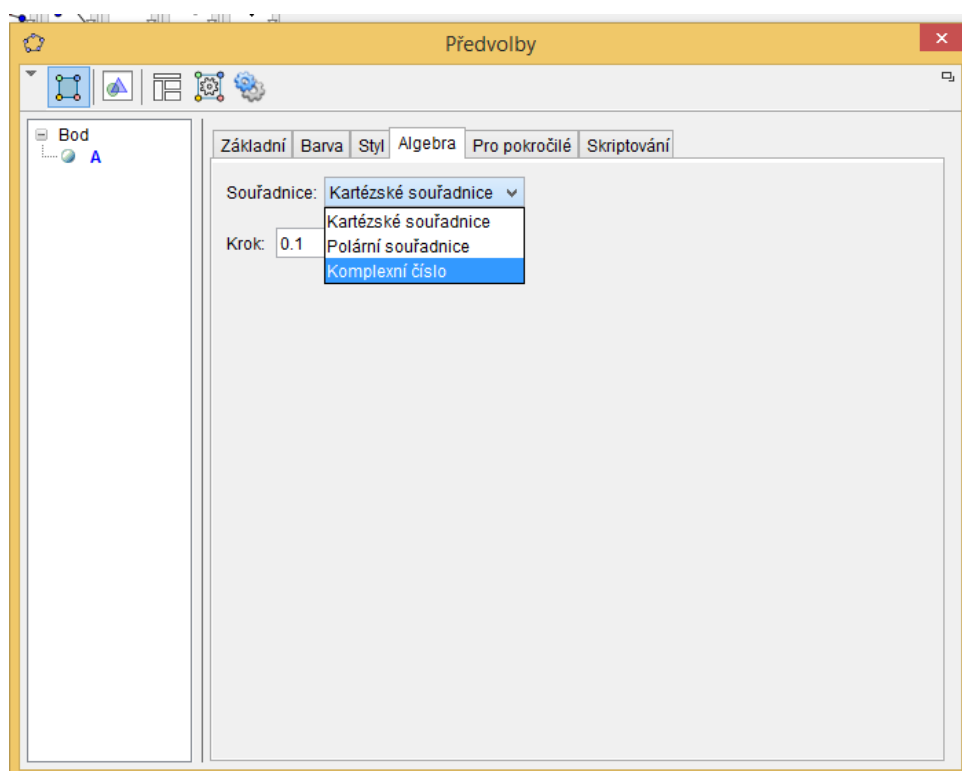 Předvolby
Bod
A
Základní Barva Styl Algebra Pro pokročilé Skriptování
Souřadnice: Kartézské souřadnice
Kartézské souřadnice
Krok: 0.1 Polární souřadnice
Komplexní číslo